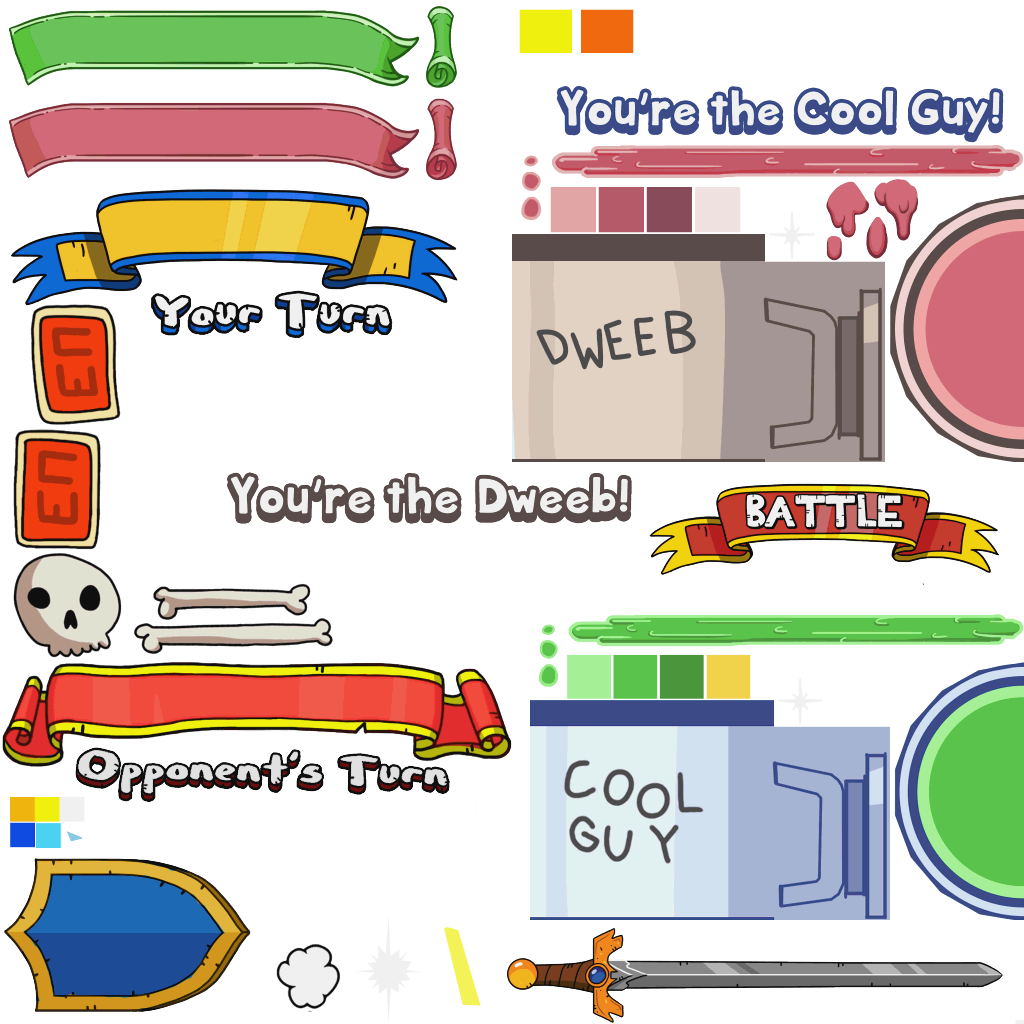 You're the Cool Guy!
Your Turn
DWEEB
You're the Dweeb!
BATTLE
Opponent's Turn
COOL
GUY